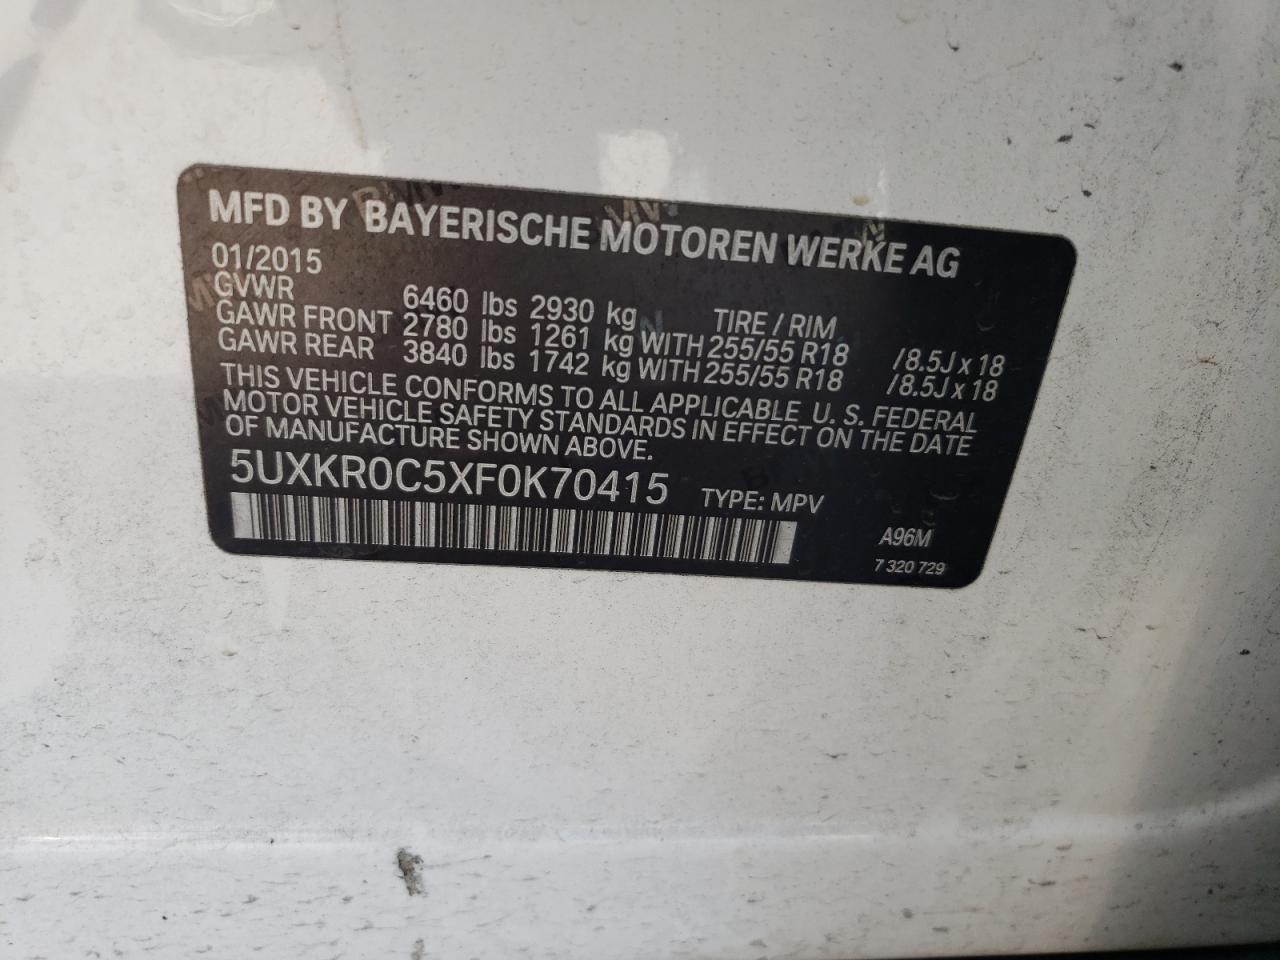 MFD BY BAYERISCHE MOTOREN WERKE AG
01/2015
GVWR 6460 lbs 2930 kg TIRE / RIM
GAWR FRONT 2780 lbs 1261 kg WITH 255/55 R18 /8.5J x 18
GAWR REAR 3840 lbs 1742 kg WITH 255/55 R18 /8.5J x 18
THIS VEHICLE CONFORMS TO ALL APPLICABLE U. S. FEDERAL
MOTOR VEHICLE SAFETY STANDARDS IN EFFECT ON THE DATE
OF MANUFACTURE SHOWN ABOVE.
5UXKR0C5XF0K70415 TYPE: MPV
A96M
7 320 729